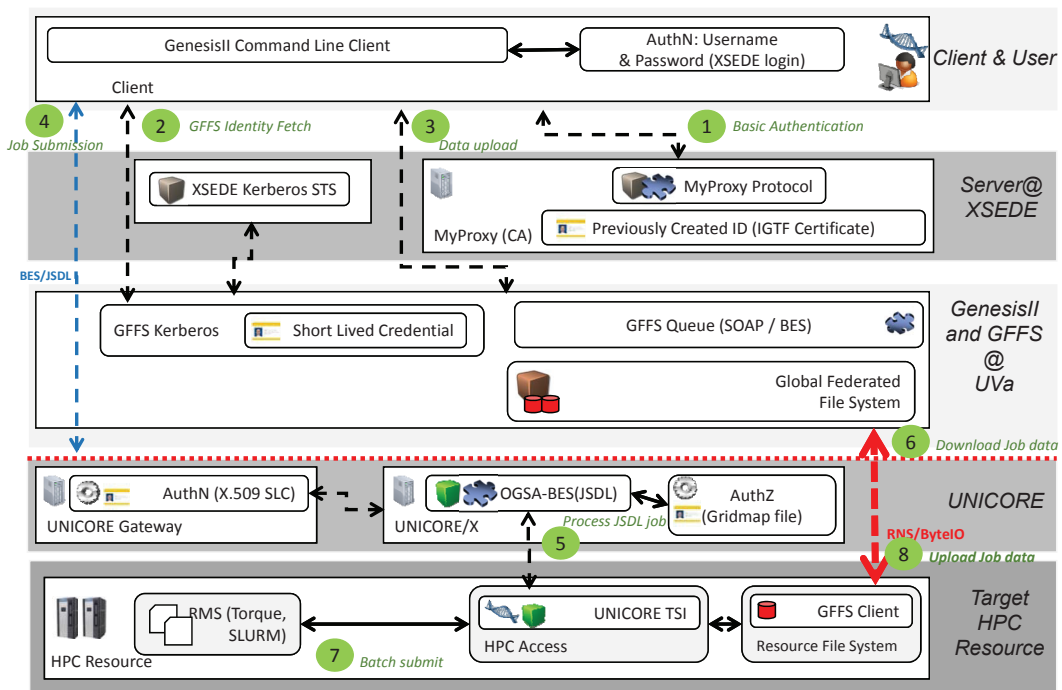 GenesisII Command Line Client
AuthN: Username
& Password (XSEDE login)
Client & User
Client
4
Job Submission
2
GFFS Identity Fetch
3
Data upload
1
Basic Authentication
XSEDE Kerberos STS
MyProxy Protocol
Previously Created ID (IGTF Certificate)
MyProxy (CA)
Server@
XSEDE
BES/JSDL
GFFS Kerberos
Short Lived Credential
GFFS Queue (SOAP / BES)
Global Federated
File System
GenesisII
and GFFS
@
UVa
6
Download Job data
AuthN (X.509 SLC)
UNICORE Gateway
OGSA-BES(JSDL)
UNICORE/X
Process JSDL job
AuthZ
(Gridmap file)
UNICORE
5
RNS/ByteIO
8
Upload Job data
RMS (Torque,
SLURM)
HPC Resource
7
Batch submit
UNICORE TSI
HPC Access
GFFS Client
Resource File System
Target
HPC
Resource